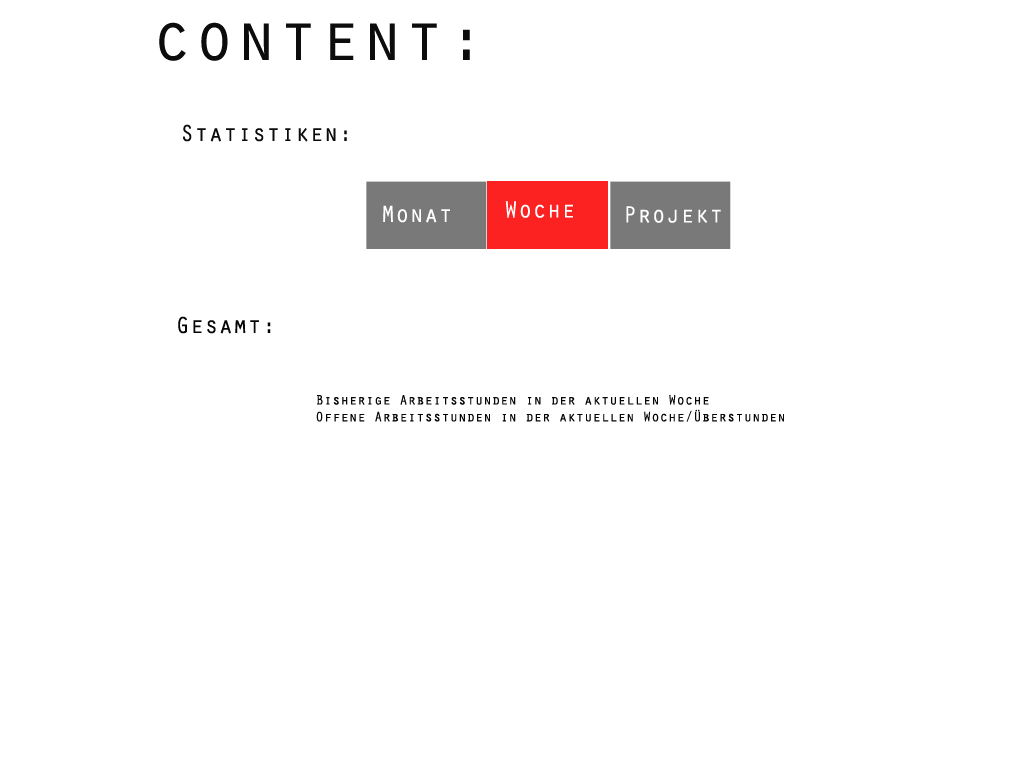 CONTENT:
STATISTIKEN:
MONAT WOCHE PROJEKT
GESAMT:
BISHERIGE ARBEITSSTUNDEN IN DER AKTUELLEN WOCHE
OFFENE ARBEITSSTUNDEN IN DER AKTUELLEN WOCHE/ÜBERSTUNDEN